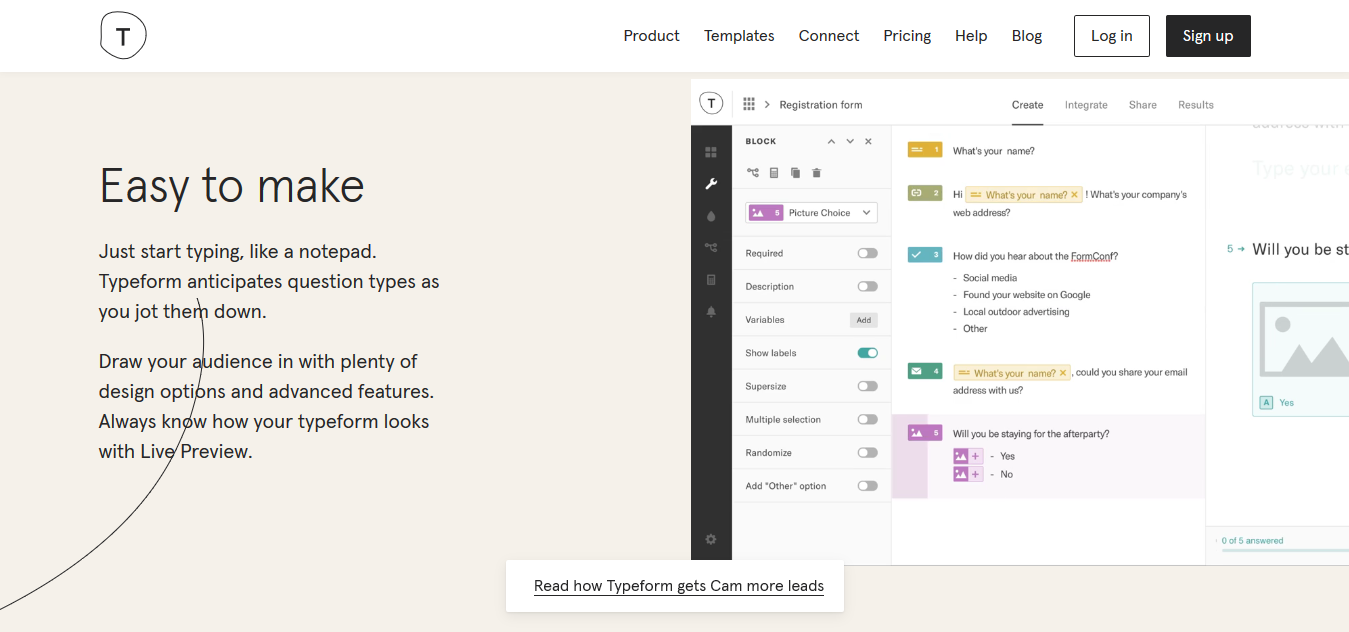 T
Product Templates Connect Pricing Help Blog Log in Sign up
Easy to make
Just start typing, like a notepad.
Typeform anticipates question types as
you jot them down.
Draw your audience in with plenty of
design options and advanced features.
Always know how your typeform looks
with Live Preview.
T Registration form
Create Integrate Share Results
BLOCK
5 Picture Choice
Required
Description
Variables Add
Show labels
Supersize
Multiple selection
Randomize
Add "Other" option
1 What's your name?
2 Hi What's your name? ! What's your company's
web address?
3 How did you hear about the FormConf?
- Social media
- Found your website on Google
- Local outdoor advertising
- Other
4 What's your name? , could you share your email
address with us?
5 Will you be staying for the afterparty?
- Yes
- No
address with
Type your
5 Will you be st
A Yes
0 of 5 answered
Read how Typeform gets Cam more leads